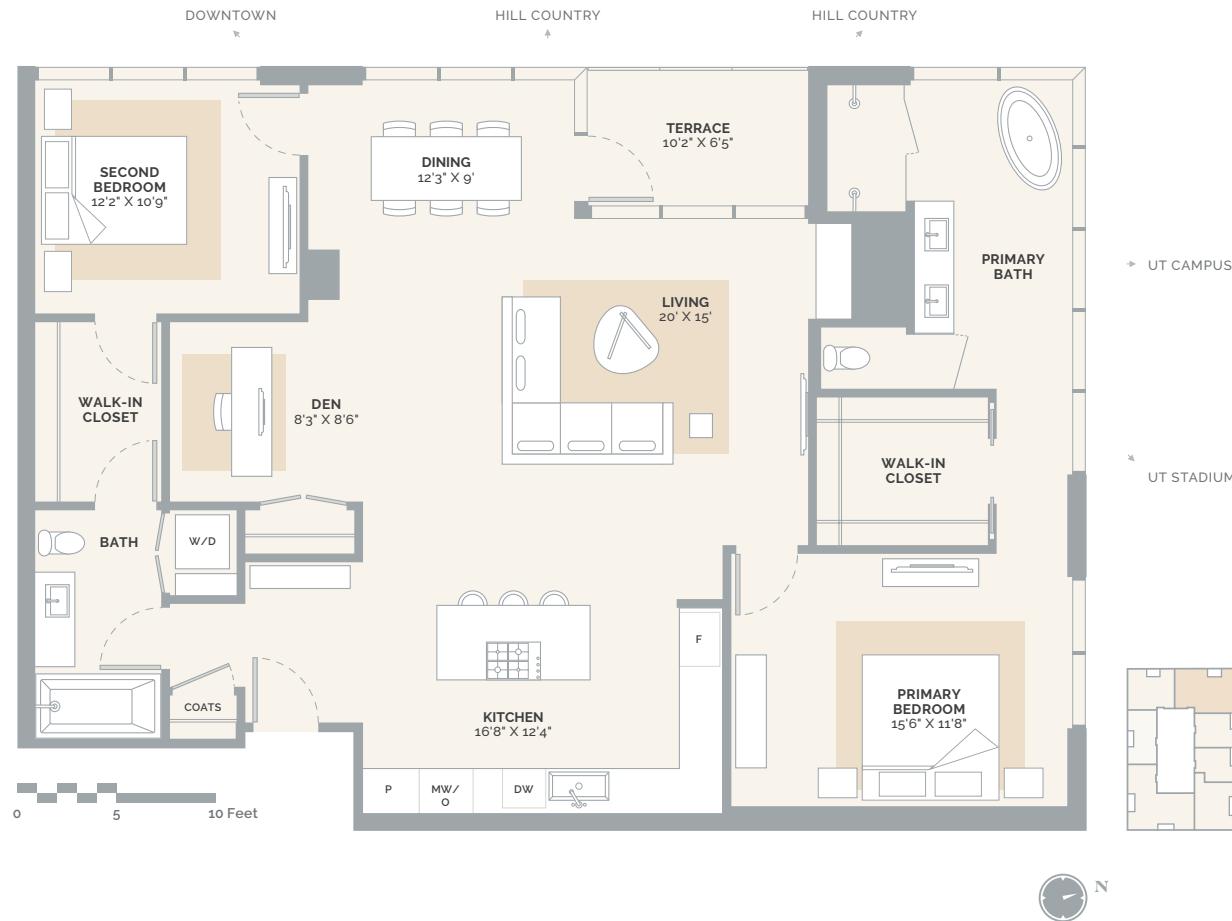 DOWNTOWN
HILL COUNTRY
HILL COUNTRY
TERRACE
10'2" X 6'5"
DINING
12'3" X 9'
SECOND
BEDROOM
12'2" X 10'9"
PRIMARY
BATH
UT CAMPUS
LIVING
20' X 15'
WALK-IN
CLOSET
DEN
8'3" X 8'6"
WALK-IN
CLOSET
UT STADIUM
BATH
W/D
F
COATS
KITCHEN
16'8" X 12'4"
PRIMARY
BEDROOM
15'6" X 11'8"
P
MW/
O
DW
0 5 10 Feet
N